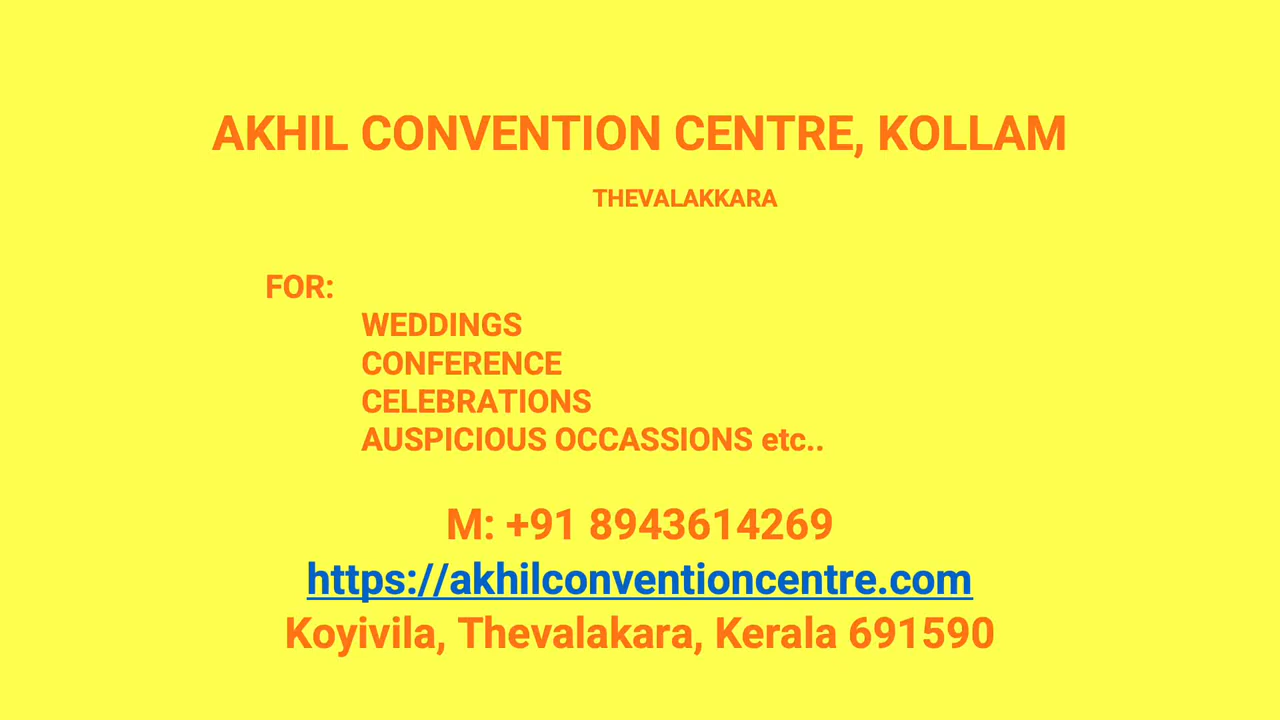 AKHIL CONVENTION CENTRE, KOLLAM
THEVALAKKARA
FOR:
WEDDINGS
CONFERENCE
CELEBRATIONS
AUSPICIOUS OCCASSIONS etc..
M: +91 8943614269
https://akhilconventioncentre.com
Koyivila, Thevalakara, Kerala 691590